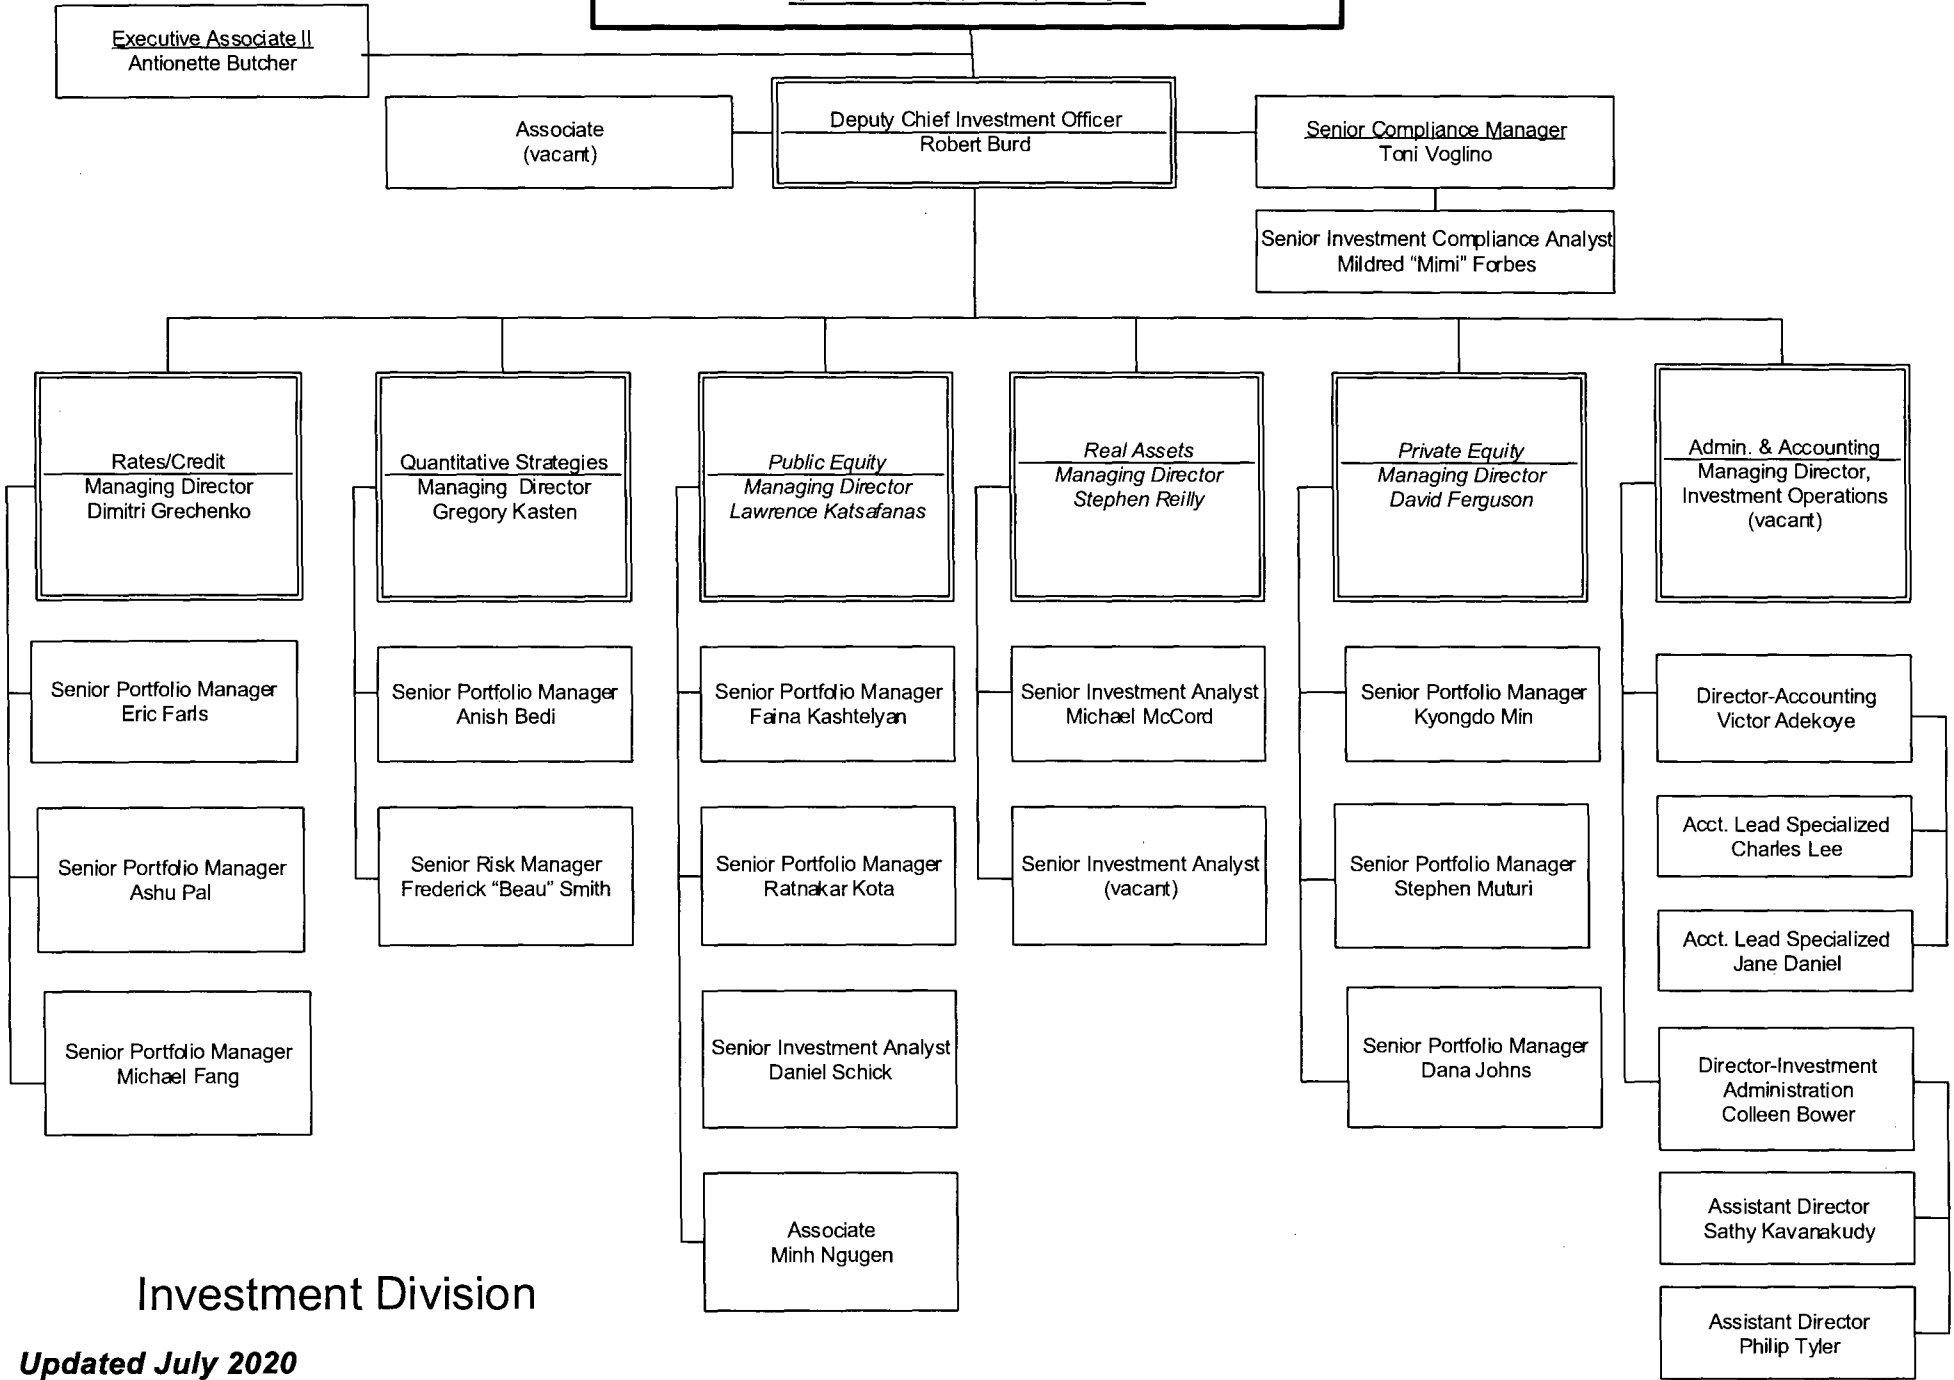 Executive Associate II
Antionette Butcher
Associate
(vacant)
Deputy Chief Investment Officer
Robert Burd
Senior Compliance Manager
Toni Voglino
Senior Investment Compliance Analyst
Mildred "Mimi" Forbes
Rates/Credit
Managing Director
Dimitri Grechenko
Quantitative Strategies
Managing Director
Gregory Kasten
Public Equity
Managing Director
Lawrence Katsafanas
Real Assets
Managing Director
Stephen Reilly
Private Equity
Managing Director
David Ferguson
Admin. & Accounting
Managing Director,
Investment Operations
(vacant)
Senior Portfolio Manager
Eric Farls
Senior Portfolio Manager
Anish Bedi
Senior Portfolio Manager
Faina Kashtelyan
Senior Investment Analyst
Michael McCord
Senior Portfolio Manager
Kyongdo Min
Director-Accounting
Victor Adekoye
Senior Portfolio Manager
Ashu Pal
Senior Risk Manager
Frederick “Beau” Smith
Senior Portfolio Manager
Ratnakar Kota
Senior Investment Analyst
(vacant)
Senior Portfolio Manager
Stephen Muturi
Acct. Lead Specialized
Charles Lee
Acct. Lead Specialized
Jane Daniel
Senior Portfolio Manager
Michael Fang
Senior Investment Analyst
Daniel Schick
Senior Portfolio Manager
Dana Johns
Director-Investment
Administration
Colleen Bower
Associate
Minh Ngugen
Assistant Director
Sathy Kavanakudy
Assistant Director
Philip Tyler
Investment Division
Updated July 2020